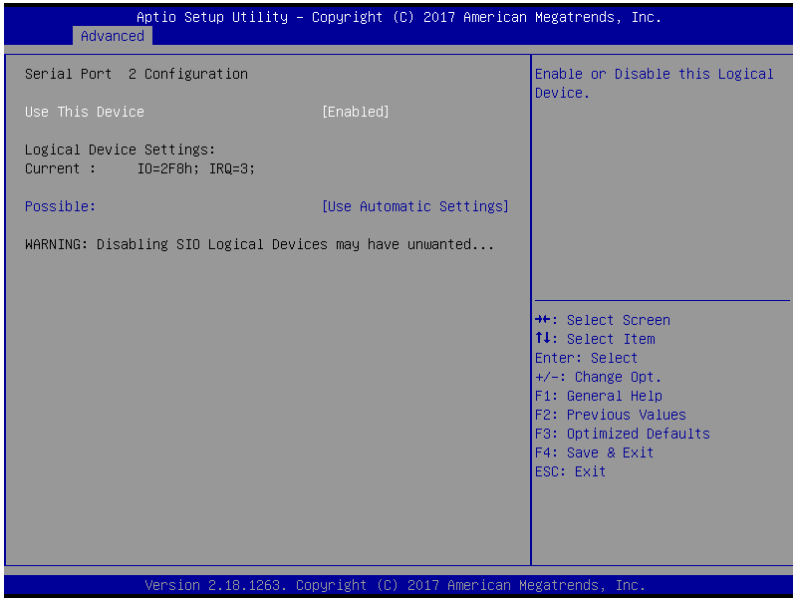 Aptio Setup Utility – Copyright (C) 2017 American Megatrends, Inc.
Advanced
Serial Port 2 Configuration
Use This Device [Enabled]
Logical Device Settings:
Current : IO=2F8h; IRQ=3;
Possible: [Use Automatic Settings]
WARNING: Disabling SIO Logical Devices may have unwanted...
Enable or Disable this Logical
Device.
→←: Select Screen
↑↓: Select Item
Enter: Select
+/-: Change Opt.
F1: General Help
F2: Previous Values
F3: Optimized Defaults
F4: Save & Exit
ESC: Exit
Version 2.18.1263. Copyright (C) 2017 American Megatrends, Inc.